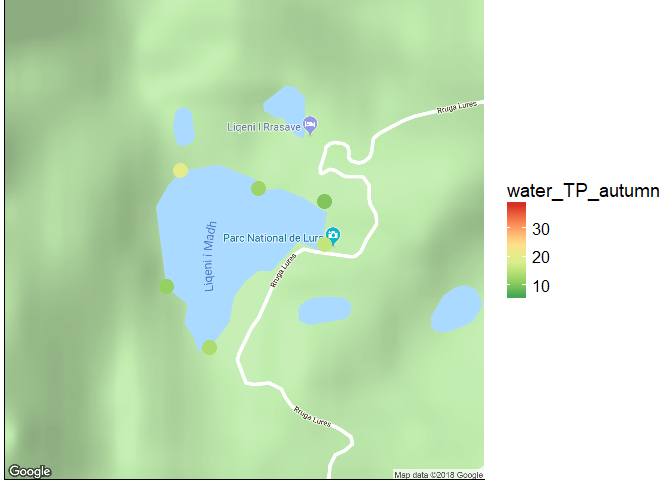 Rruga Lures
Liqeni I Rrasave
Parc National de Lur
Liqeni i Madh
Rruga Lures
Rruga Lures
Google
Map data ©2018 Google
water_TP_autumn
30
20
10